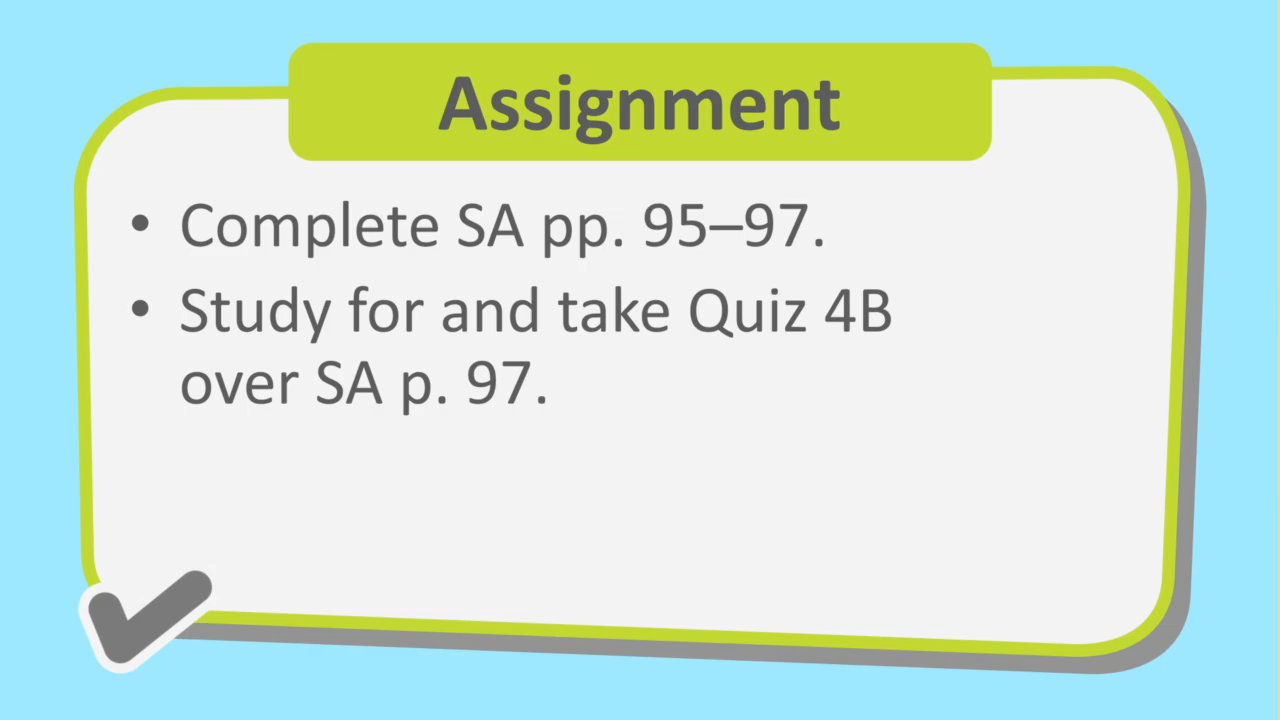 Assignment
• Complete SA pp. 95–97.
• Study for and take Quiz 4B
over SA p. 97.